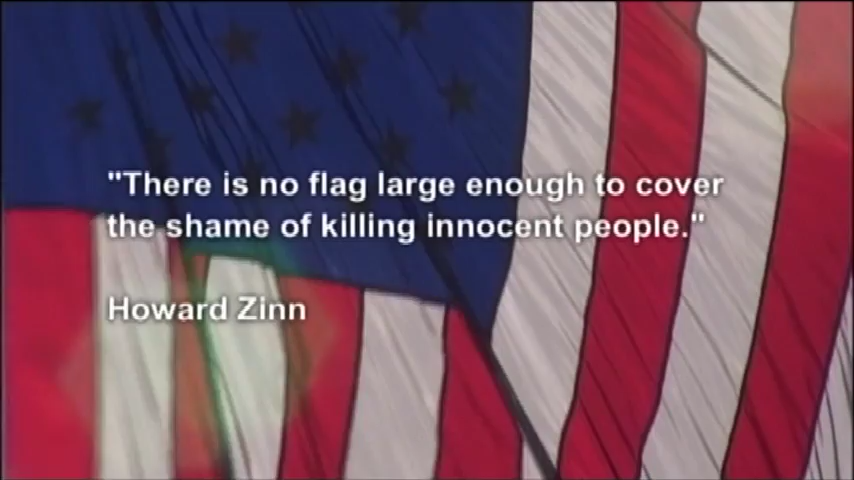 "There is no flag large enough to cover
the shame of killing innocent people."
Howard Zinn